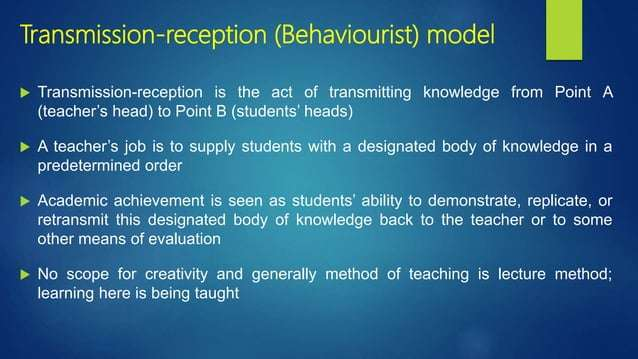 Transmission-reception (Behaviourist) model
Transmission-reception is the act of transmitting knowledge from Point A
(teacher’s head) to Point B (students’ heads)
A teacher’s job is to supply students with a designated body of knowledge in a
predetermined order
Academic achievement is seen as students’ ability to demonstrate, replicate, or
retransmit this designated body of knowledge back to the teacher or to some
other means of evaluation
No scope for creativity and generally method of teaching is lecture method;
learning here is being taught